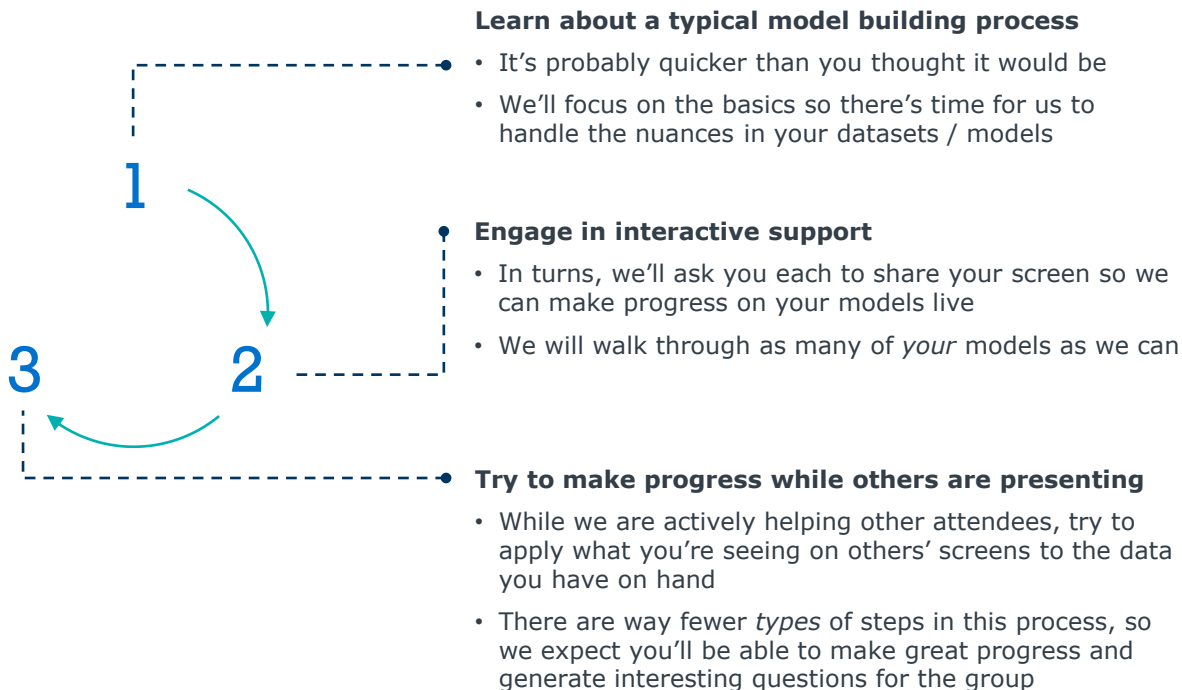 Learn about a typical model building process
• It’s probably quicker than you thought it would be
• We’ll focus on the basics so there’s time for us to
handle the nuances in your datasets / models
1
Engage in interactive support
• In turns, we’ll ask you each to share your screen so we
can make progress on your models live
• We will walk through as many of your models as we can
3
2
Try to make progress while others are presenting
• While we are actively helping other attendees, try to
apply what you’re seeing on others’ screens to the data
you have on hand
• There are way fewer types of steps in this process, so
we expect you’ll be able to make great progress and
generate interesting questions for the group